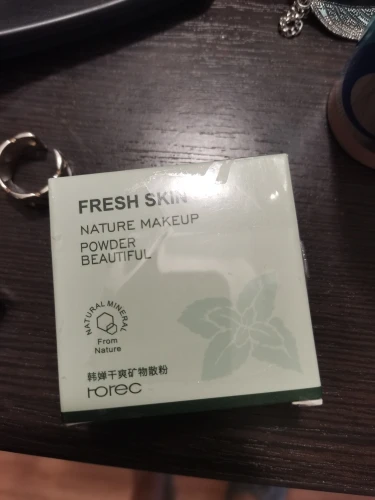 FRESH SKIN
NATURE MAKEUP
POWDER
BEAUTIFUL
NATURAL MINERAL
From
Nature
韩婵干爽矿物散粉
rorec